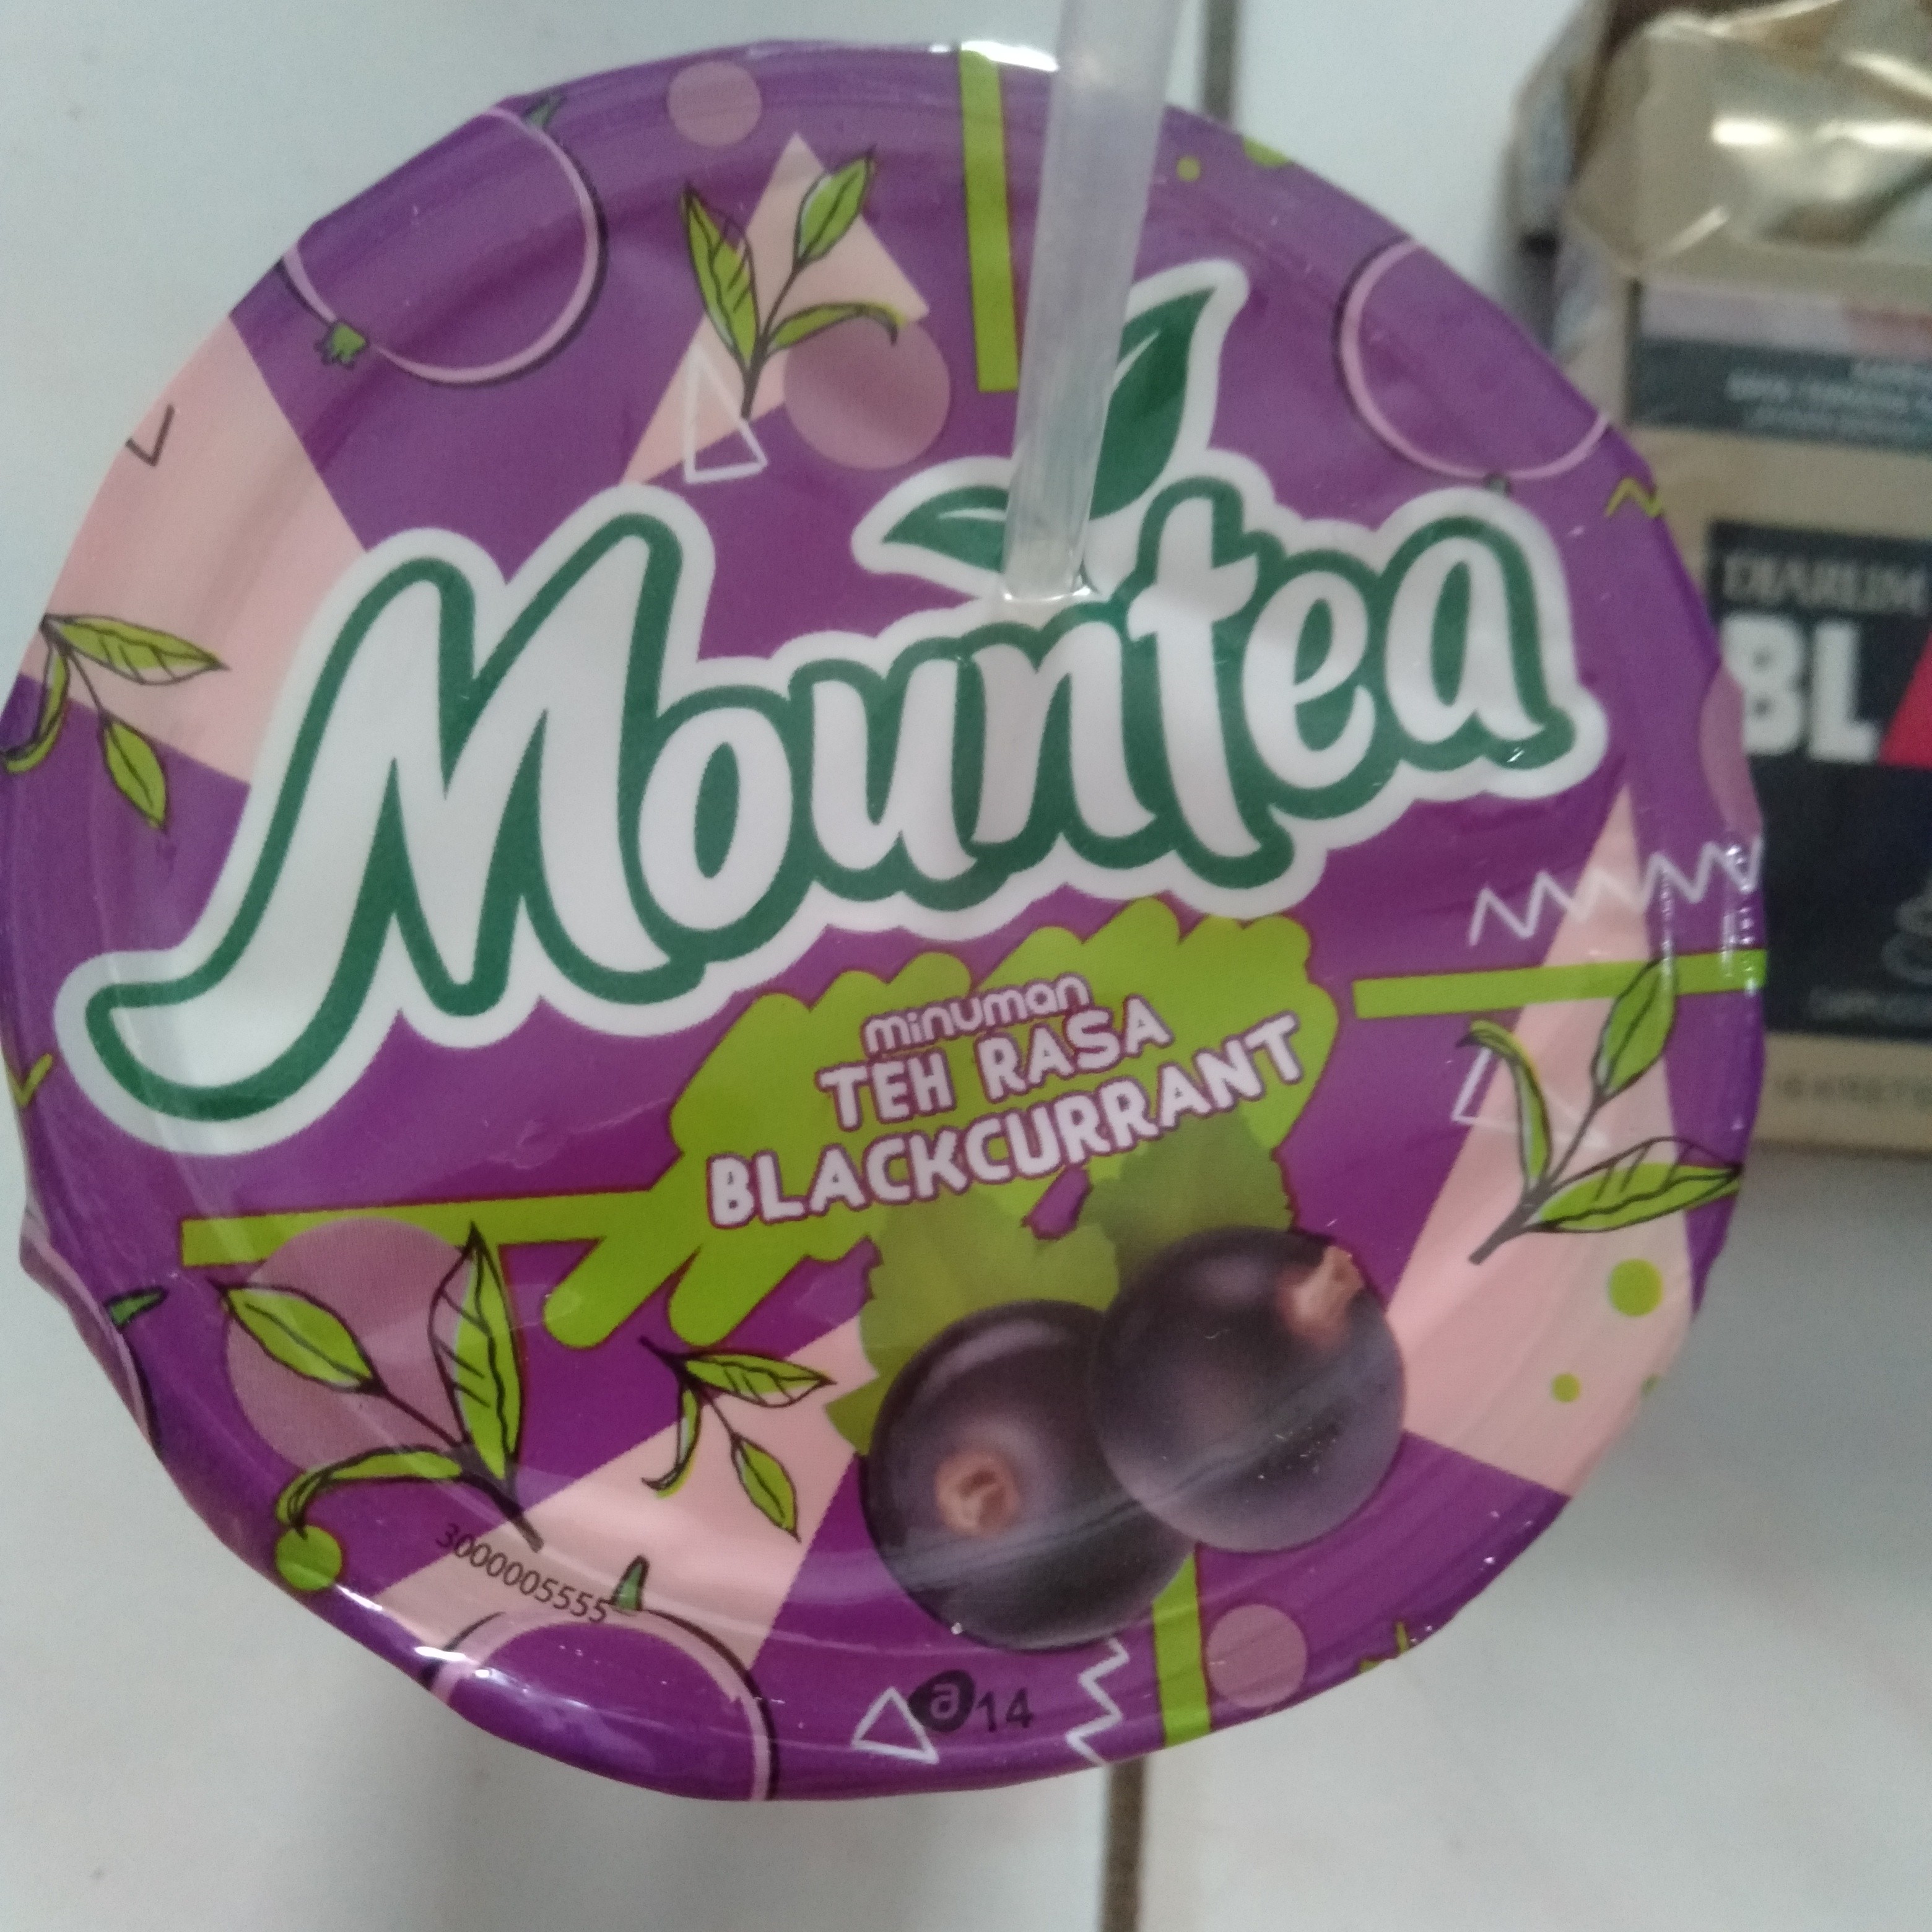 Mountea
minuman
TEH RASA
BLACKCURRANT
3000005555
a 14
DJARUM
BL